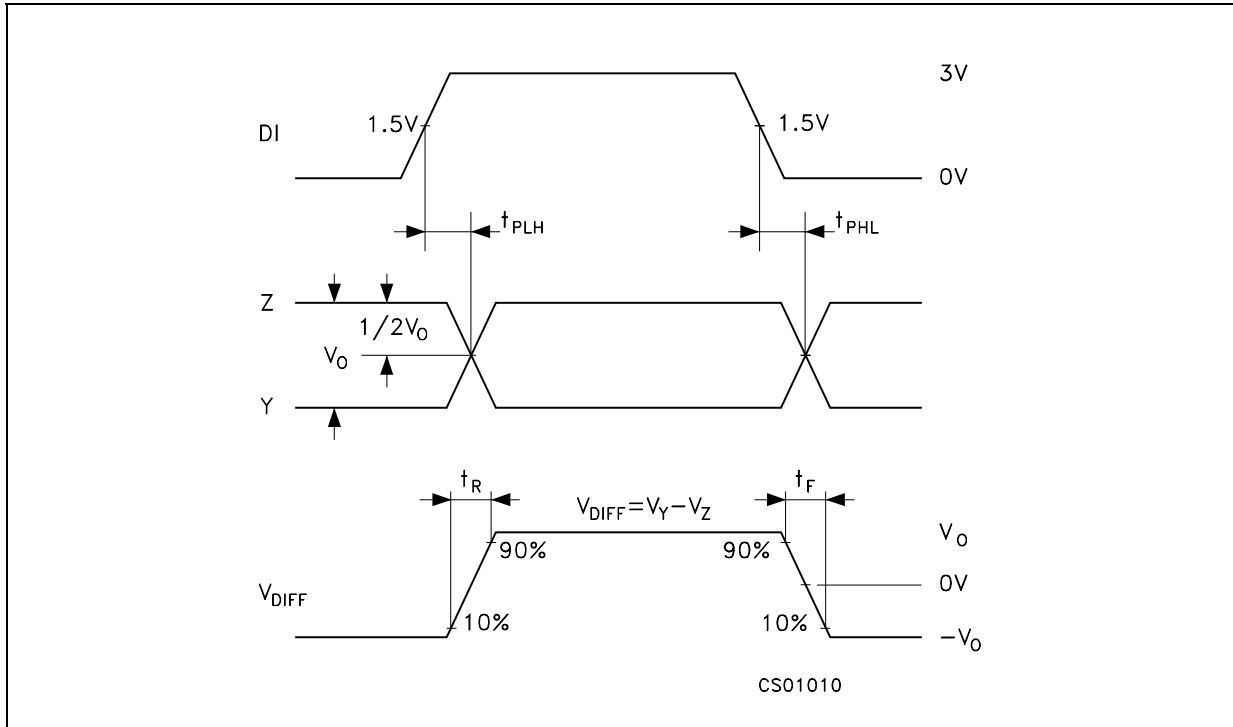 3V
1.5V
1.5V
DI
0V
tPLH
tPHL
Z
1/2VO
VO
Y
tR
tF
VDIFF=VY−VZ
VO
90%
90%
0V
VDIFF
10%
10%
−VO
CS01010